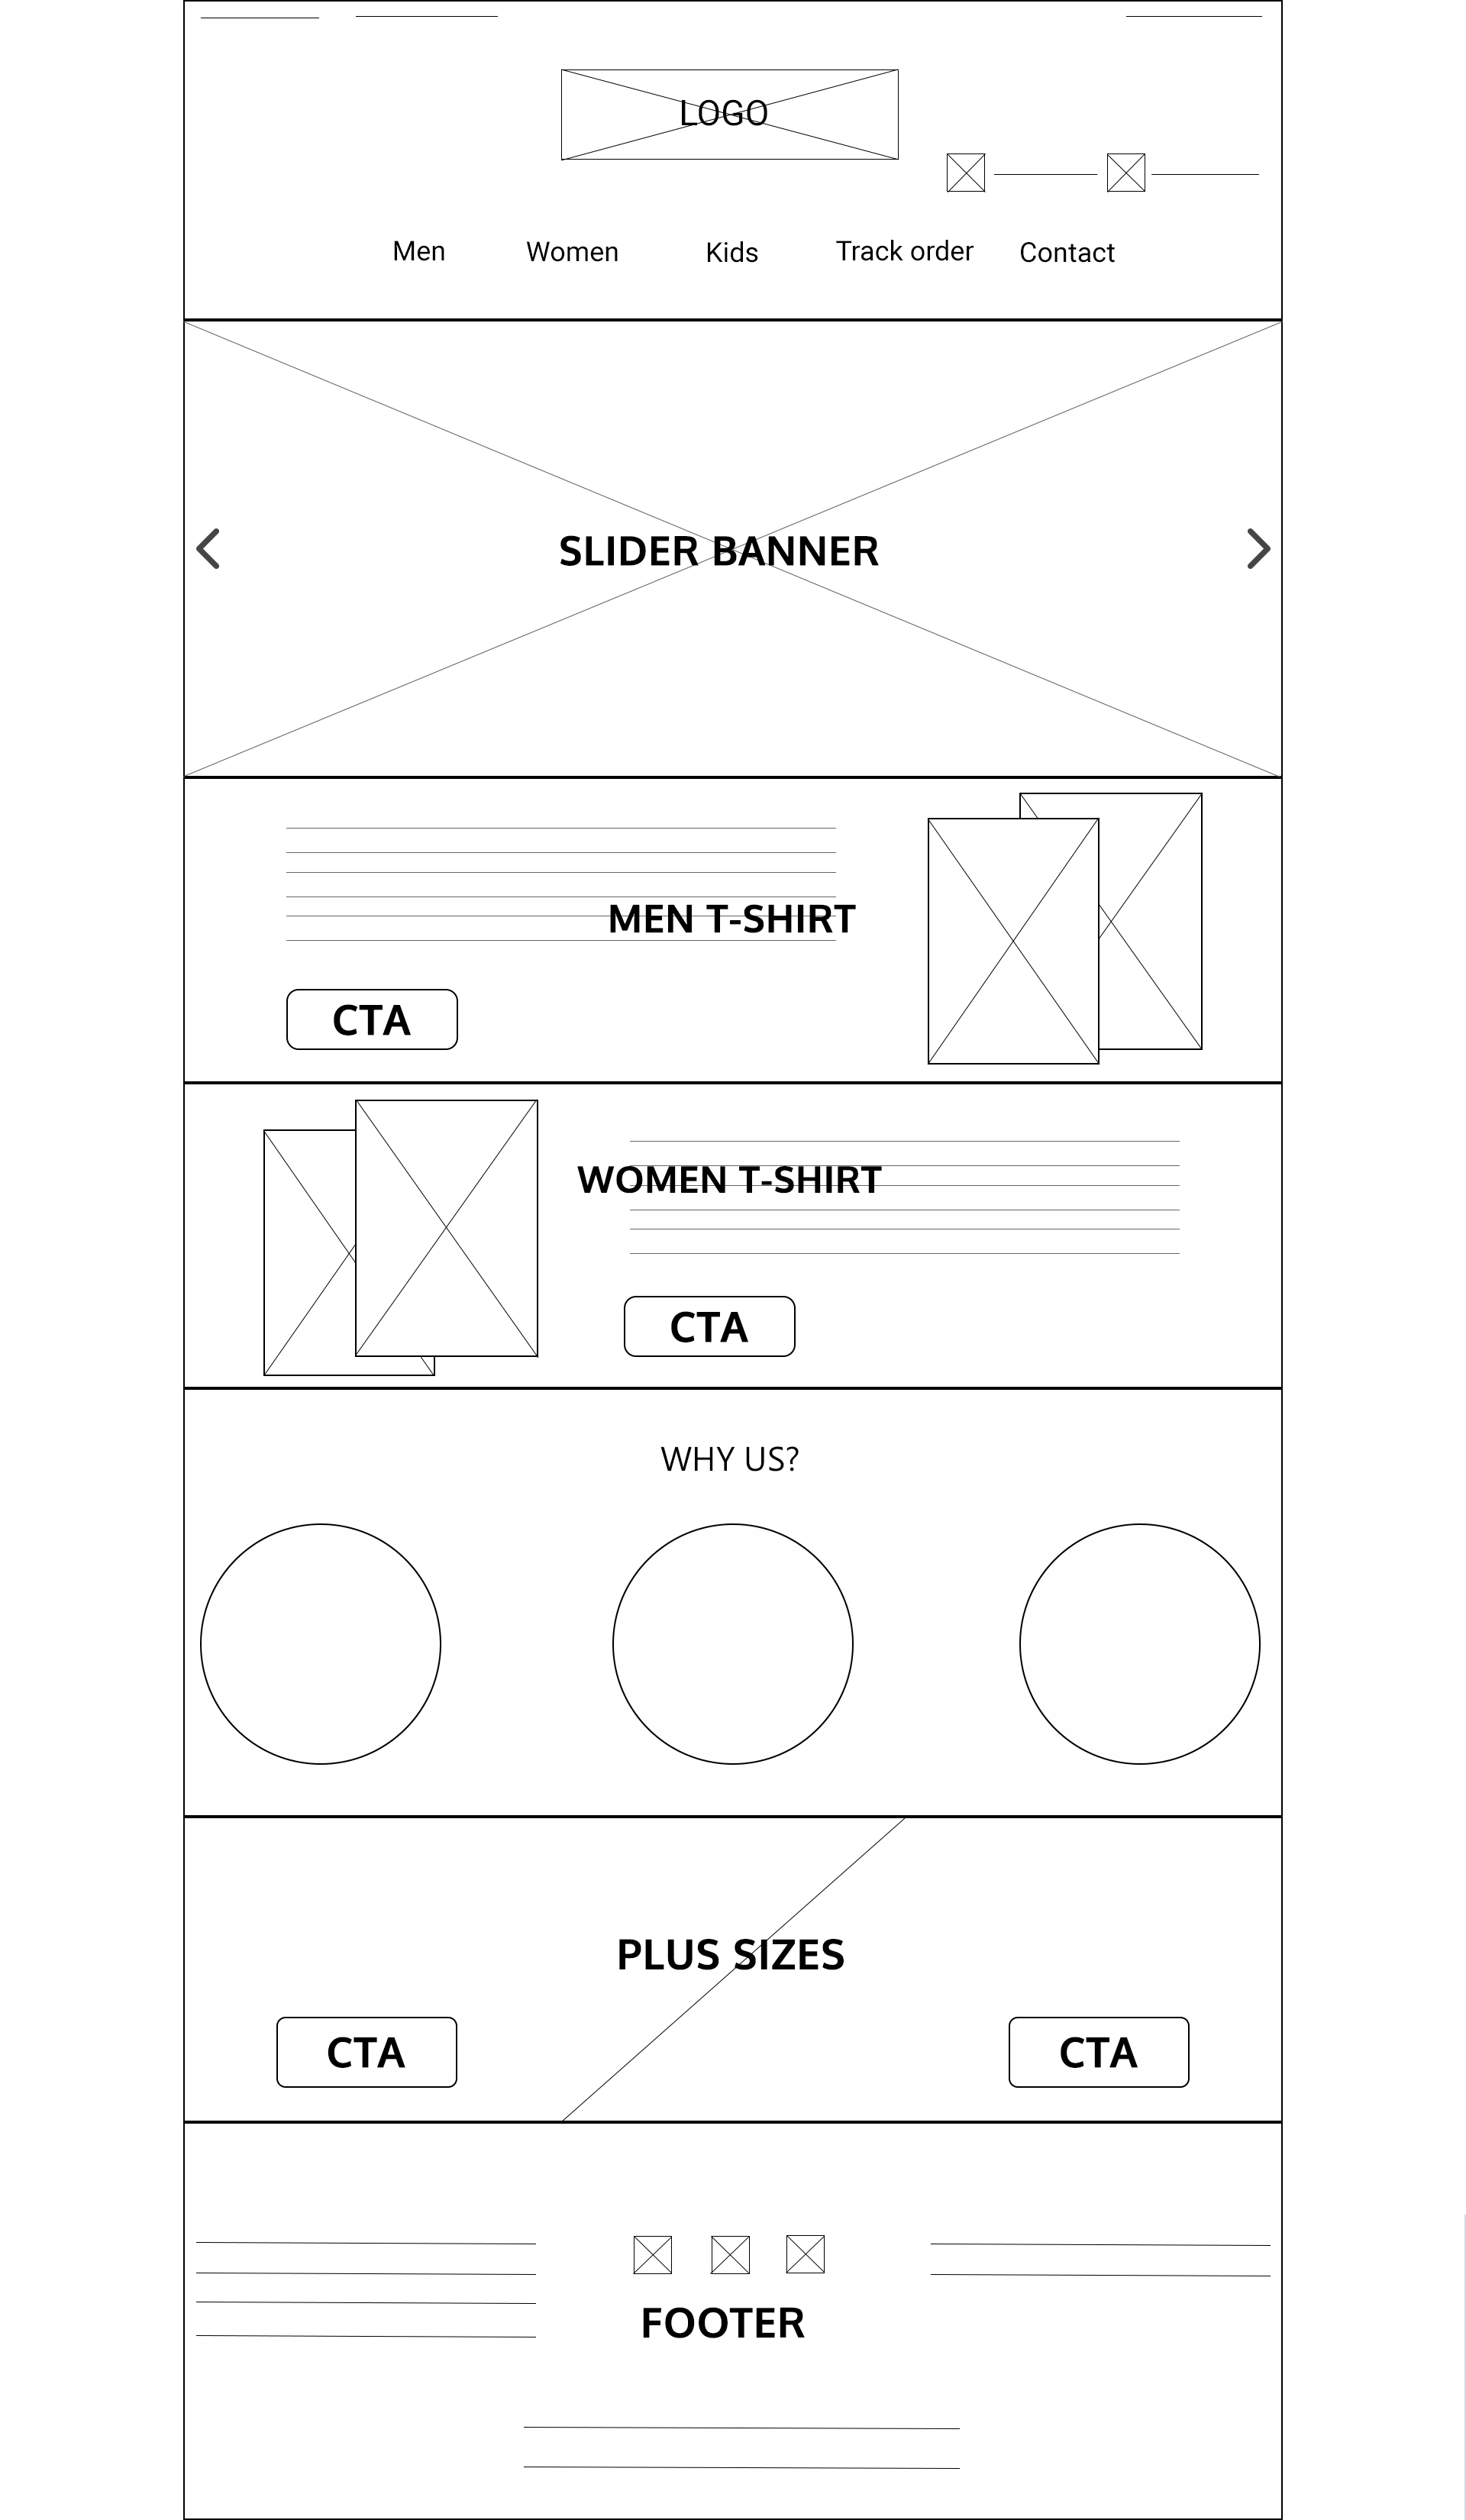 LOGO
Men Women Kids Track order Contact
SLIDER BANNER
MEN T-SHIRT
CTA
WOMEN T-SHIRT
CTA
WHY US?
PLUS SIZES
CTA CTA
FOOTER